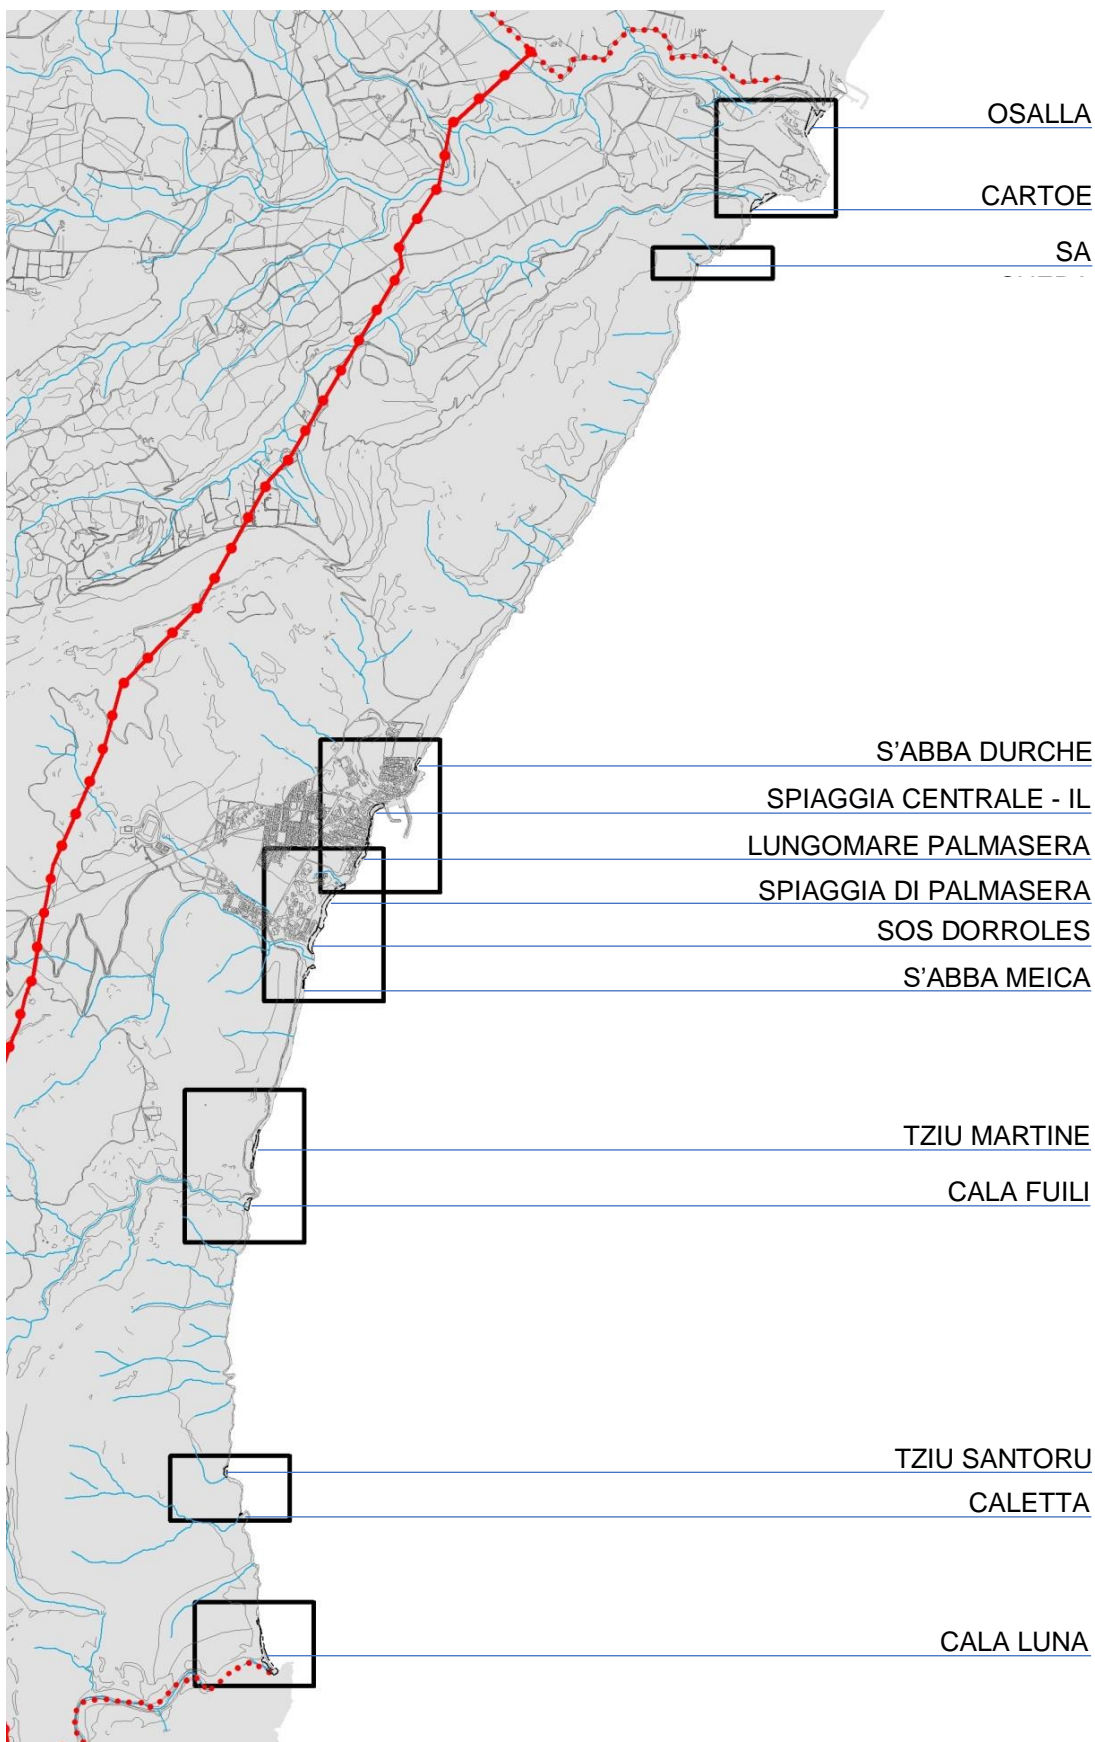 OSALLA
CARTOE
SA
S'ABBA DURCHE
SPIAGGIA CENTRALE - IL
LUNGOMARE PALMASERA
SPIAGGIA DI PALMASERA
SOS DORROLES
S'ABBA MEICA
TZIU MARTINE
CALA FUILI
TZIU SANTORU
CALETTA
CALA LUNA